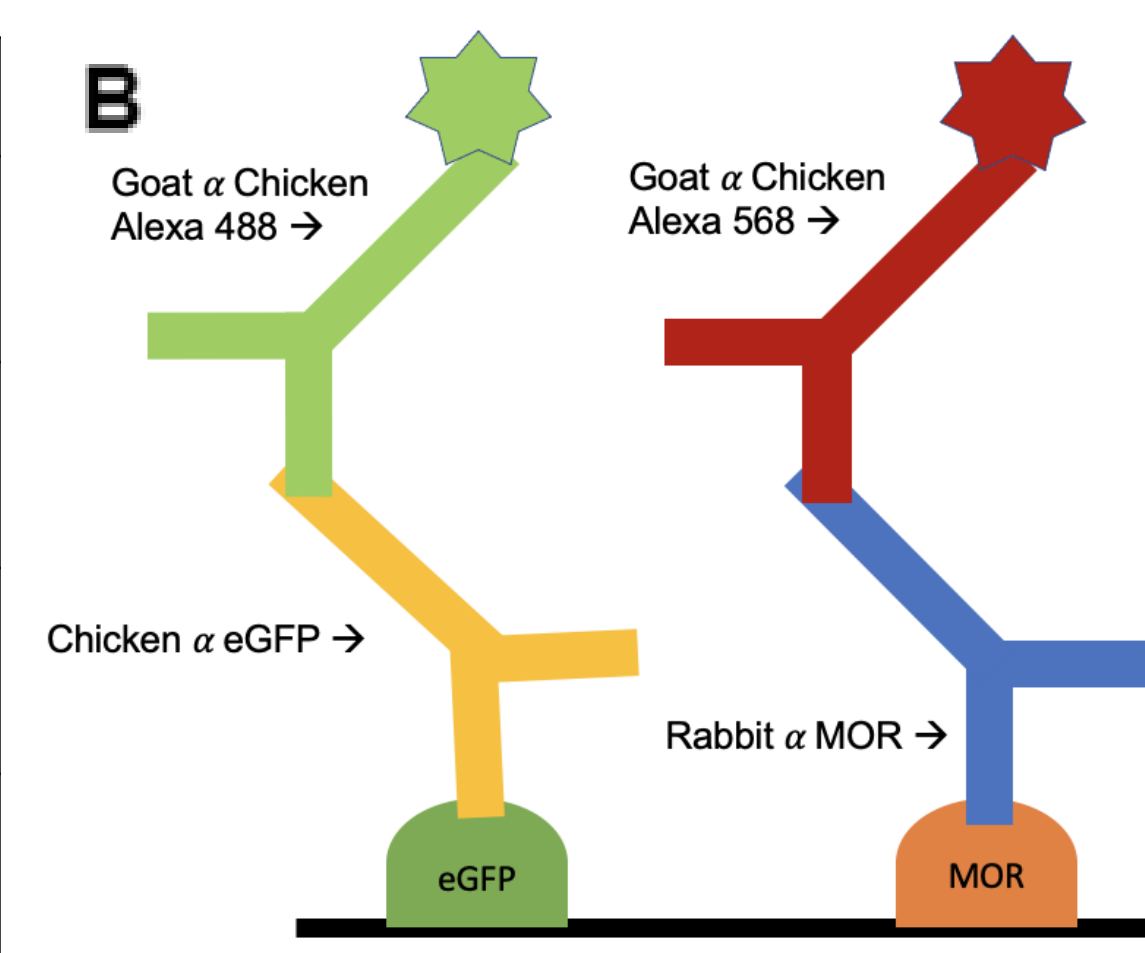 B
Goat α Chicken
Alexa 488 →
Goat α Chicken
Alexa 568 →
Chicken α eGFP →
Rabbit α MOR →
eGFP
MOR